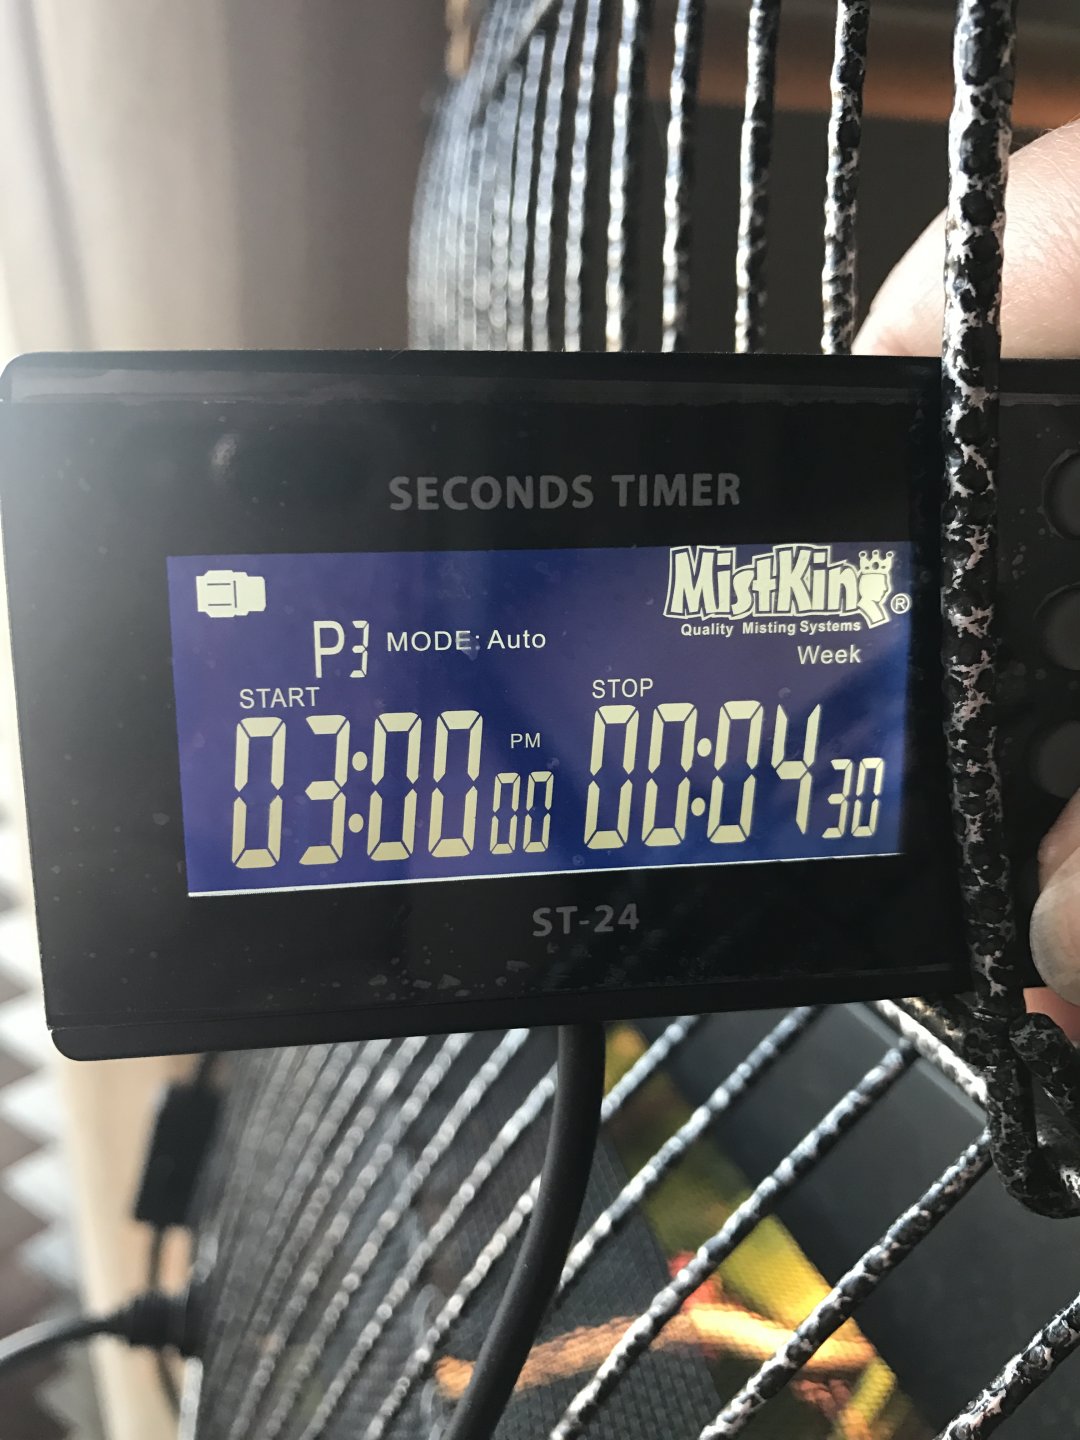 SECONDS TIMER
MistKing®
Quality Misting Systems
P3 MODE: Auto
Week
START
STOP
03:00 00 PM
00:04 30
ST-24